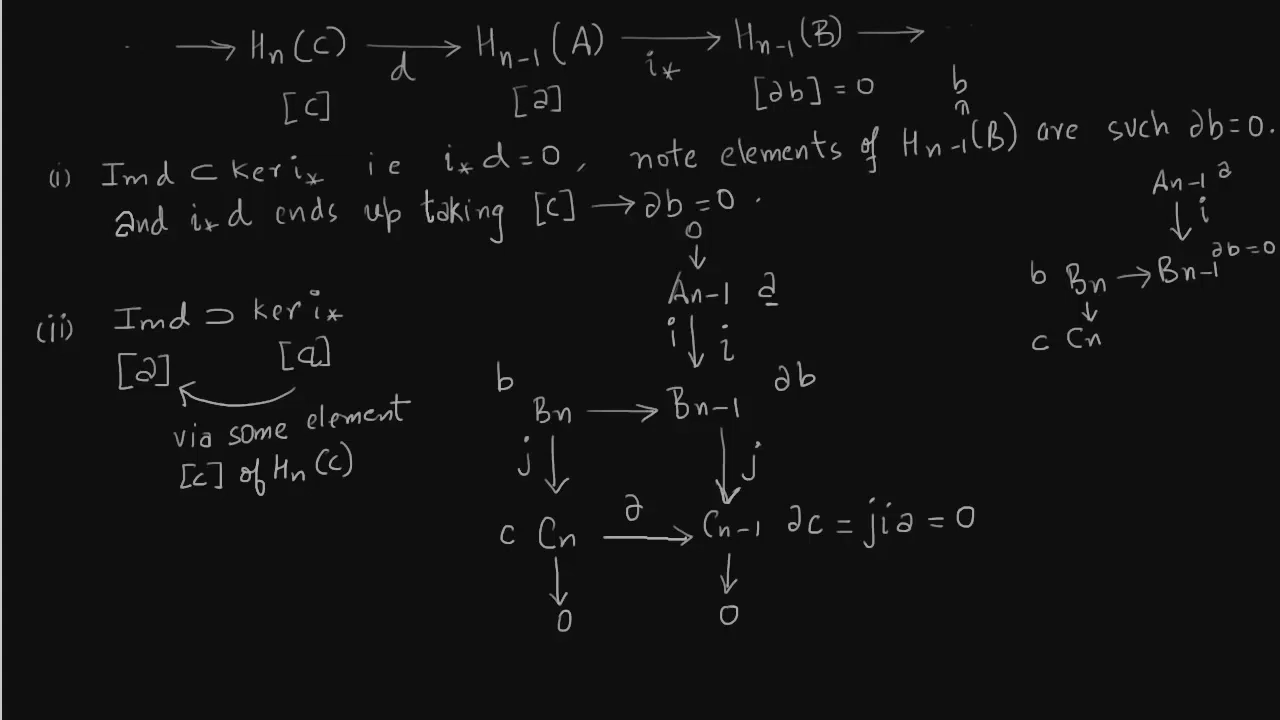 → Hₙ(C) →d Hₙ₋₁(A) →i* Hₙ₋₁(B) →
[c] [a] [∂b] = 0
(i) Im d ⊂ ker i* ie i* d = 0, note elements of Hₙ₋₁(B) are such ∂b = 0.
b ∩
and i* d ends up taking [c] → ∂b = 0.
Aₙ₋₁ a
↓ i
b Bₙ → Bₙ₋₁ ∂b = 0
↓
c Cₙ
0
↓
Aₙ₋₁ a
i ↓ i
(ii) Im d ⊃ ker i*
[a] [a]
via some element
[c] of Hₙ(C)
b ∂b
Bₙ → Bₙ₋₁
j ↓ ↓ j
c Cₙ →∂ Cₙ₋₁ ∂c = jia = 0
↓ ↓
0 0